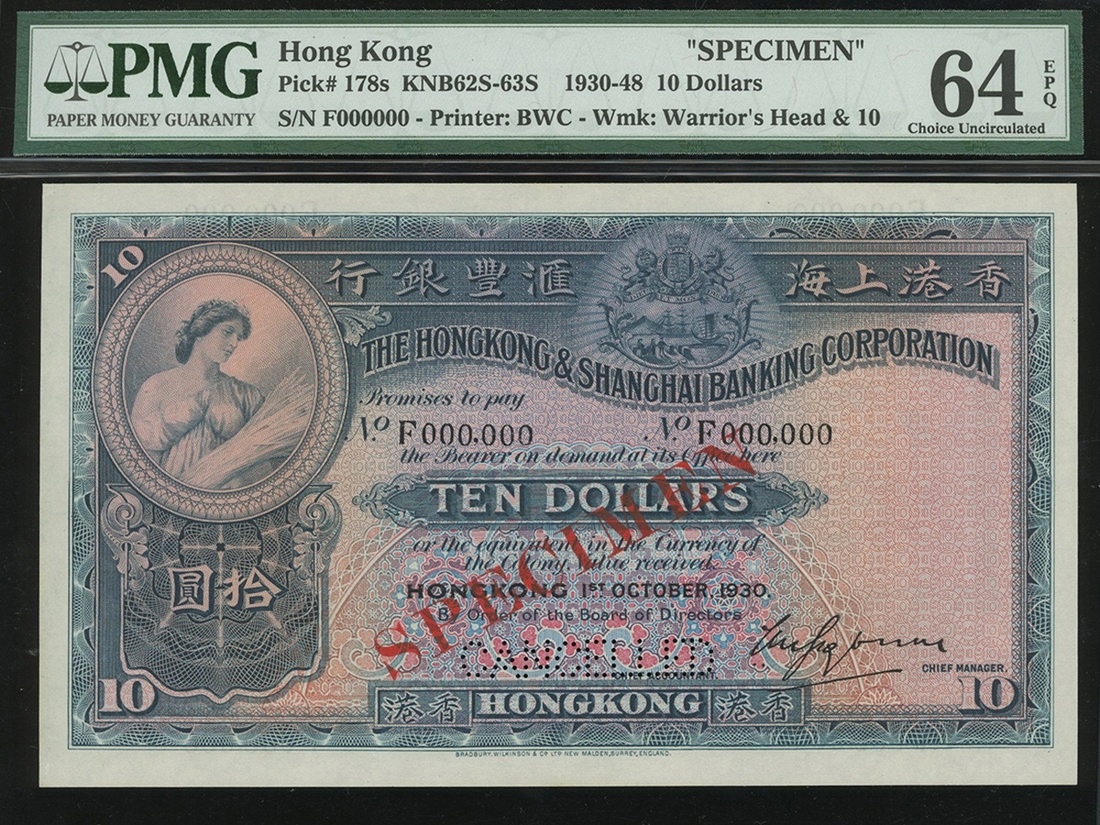 PMG
PAPER MONEY GUARANTY
Hong Kong "SPECIMEN"
Pick# 178s KNB62S-63S 1930-48 10 Dollars
S/N F000000 - Printer: BWC - Wmk: Warrior's Head & 10
64 EPQ
Choice Uncirculated
10
行銀豐滙 海上港香
THE HONGKONG & SHANGHAI BANKING CORPORATION
Promises to pay
No. F000,000 No. F000,000
the Bearer on demand at its Office here
TEN DOLLARS
or the equivalent in the Currency of
the Colony, Value received.
HONGKONG 1ST OCTOBER, 1930.
By Order of the Board of Directors
SPECIMEN
圓拾
CHIEF ACCOUNTANT.
CHIEF MANAGER.
10 港香 HONGKONG 港香 10
BRADBURY, WILKINSON & Co LTD NEW MALDEN, SURREY, ENGLAND.